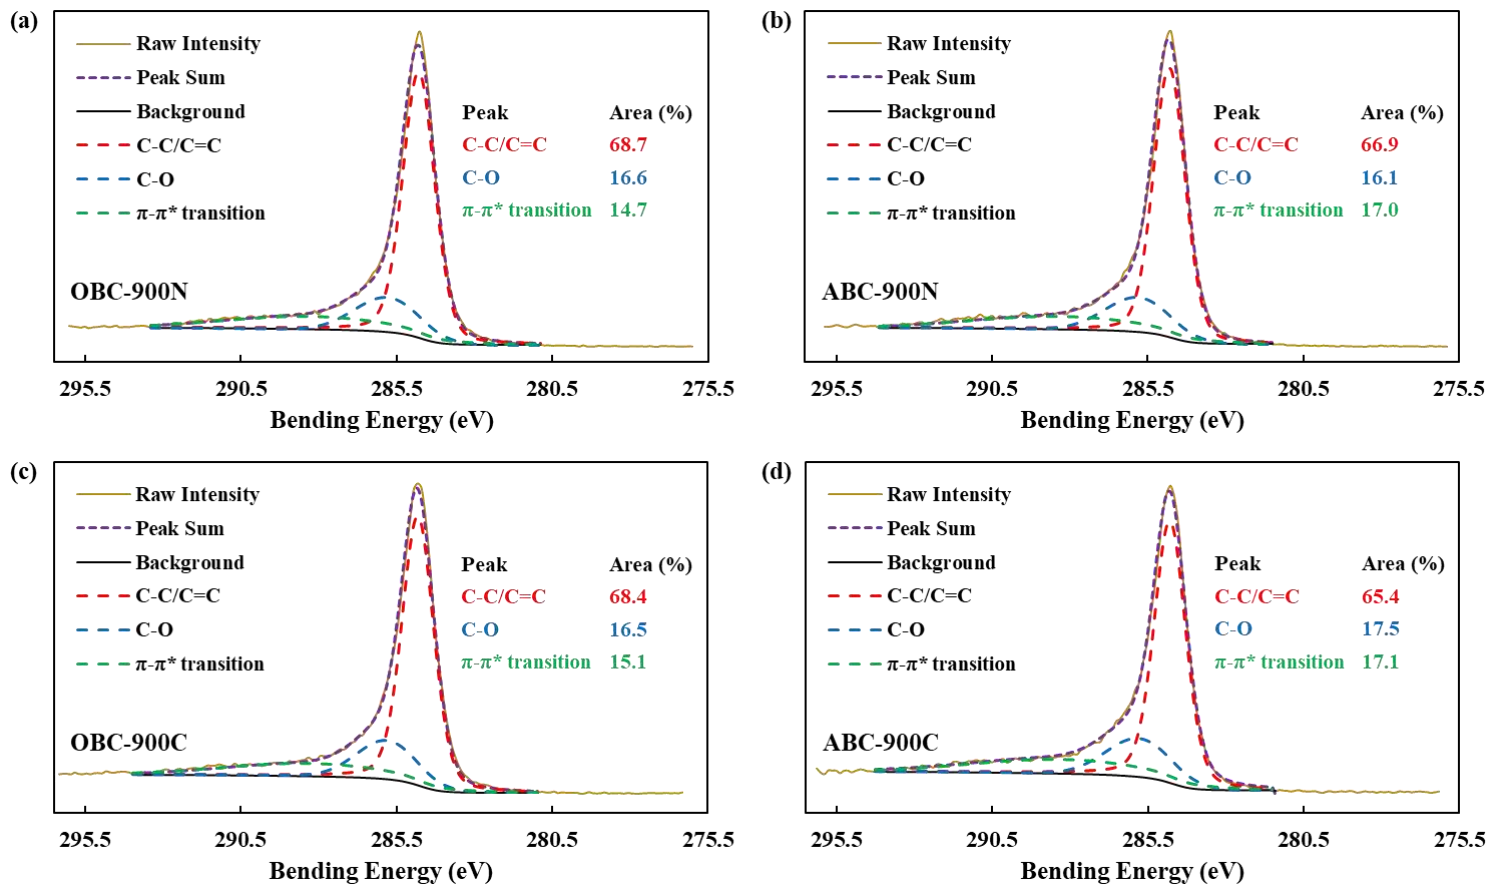 (a)
Raw Intensity
Peak Sum
Background
C-C/C=C
C-O
π-π* transition
Peak Area (%)
C-C/C=C 68.7
C-O 16.6
π-π* transition 14.7
OBC-900N
295.5 290.5 285.5 280.5 275.5
Bending Energy (eV)
(b)
Raw Intensity
Peak Sum
Background
C-C/C=C
C-O
π-π* transition
Peak Area (%)
C-C/C=C 66.9
C-O 16.1
π-π* transition 17.0
ABC-900N
295.5 290.5 285.5 280.5 275.5
Bending Energy (eV)
(c)
Raw Intensity
Peak Sum
Background
C-C/C=C
C-O
π-π* transition
Peak Area (%)
C-C/C=C 68.4
C-O 16.5
π-π* transition 15.1
OBC-900C
295.5 290.5 285.5 280.5 275.5
Bending Energy (eV)
(d)
Raw Intensity
Peak Sum
Background
C-C/C=C
C-O
π-π* transition
Peak Area (%)
C-C/C=C 65.4
C-O 17.5
π-π* transition 17.1
ABC-900C
295.5 290.5 285.5 280.5 275.5
Bending Energy (eV)